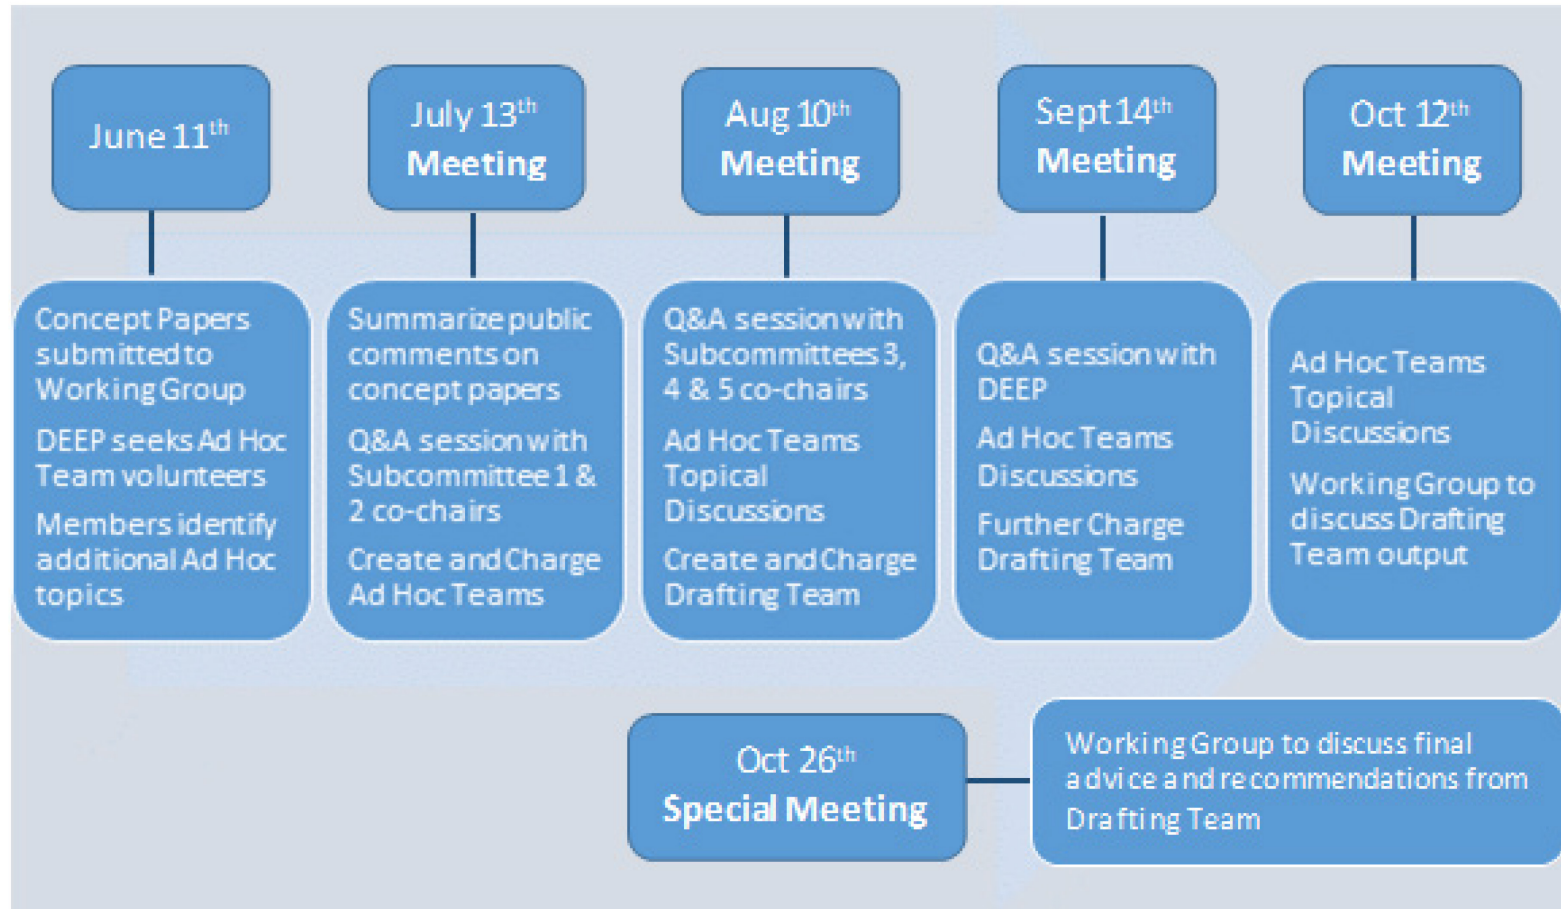 June 11th
July 13th
Meeting
Aug 10th
Meeting
Sept 14th
Meeting
Oct 12th
Meeting
Concept Papers
submitted to
Working Group
DEEP seeks Ad Hoc
Team volunteers
Members identify
additional Ad Hoc
topics
Summarize public
comments on
concept papers
Q&A session with
Subcommittee 1 &
2 co-chairs
Create and Charge
Ad Hoc Teams
Q&A session with
Subcommittees 3,
4 & 5 co-chairs
Ad Hoc Teams
Topical
Discussions
Create and Charge
Drafting Team
Q&A session with
DEEP
Ad Hoc Teams
Discussions
Further Charge
Drafting Team
Ad Hoc Teams
Topical
Discussions
Working Group to
discuss Drafting
Team output
Oct 26th
Special Meeting
Working Group to discuss final
advice and recommendations from
Drafting Team